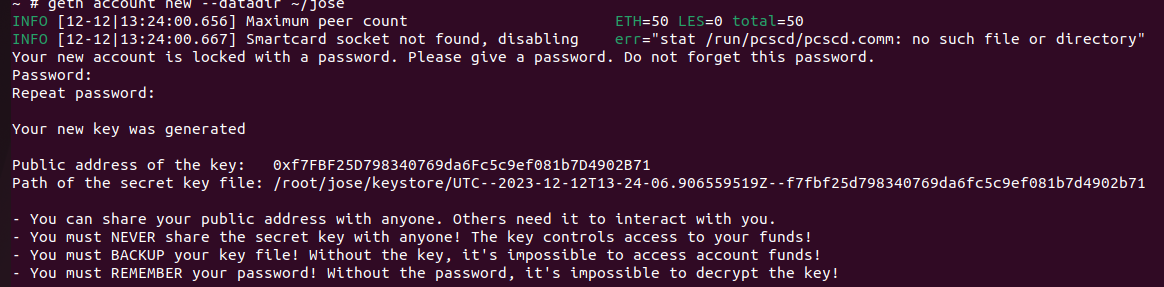 ~ # geth account new --datadir ~/jose
INFO [12-12|13:24:00.656] Maximum peer count                       ETH=50 LES=0 total=50
INFO [12-12|13:24:00.667] Smartcard socket not found, disabling    err="stat /run/pcscd/pcscd.comm: no such file or directory"
Your new account is locked with a password. Please give a password. Do not forget this password.
Password:
Repeat password:
Your new key was generated
Public address of the key:   0xf7FBF25D798340769da6Fc5c9ef081b7D4902B71
Path of the secret key file: /root/jose/keystore/UTC--2023-12-12T13-24-06.906559519Z--f7fbf25d798340769da6fc5c9ef081b7d4902b71
- You can share your public address with anyone. Others need it to interact with you.
- You must NEVER share the secret key with anyone! The key controls access to your funds!
- You must BACKUP your key file! Without the key, it's impossible to access account funds!
- You must REMEMBER your password! Without the password, it's impossible to decrypt the key!